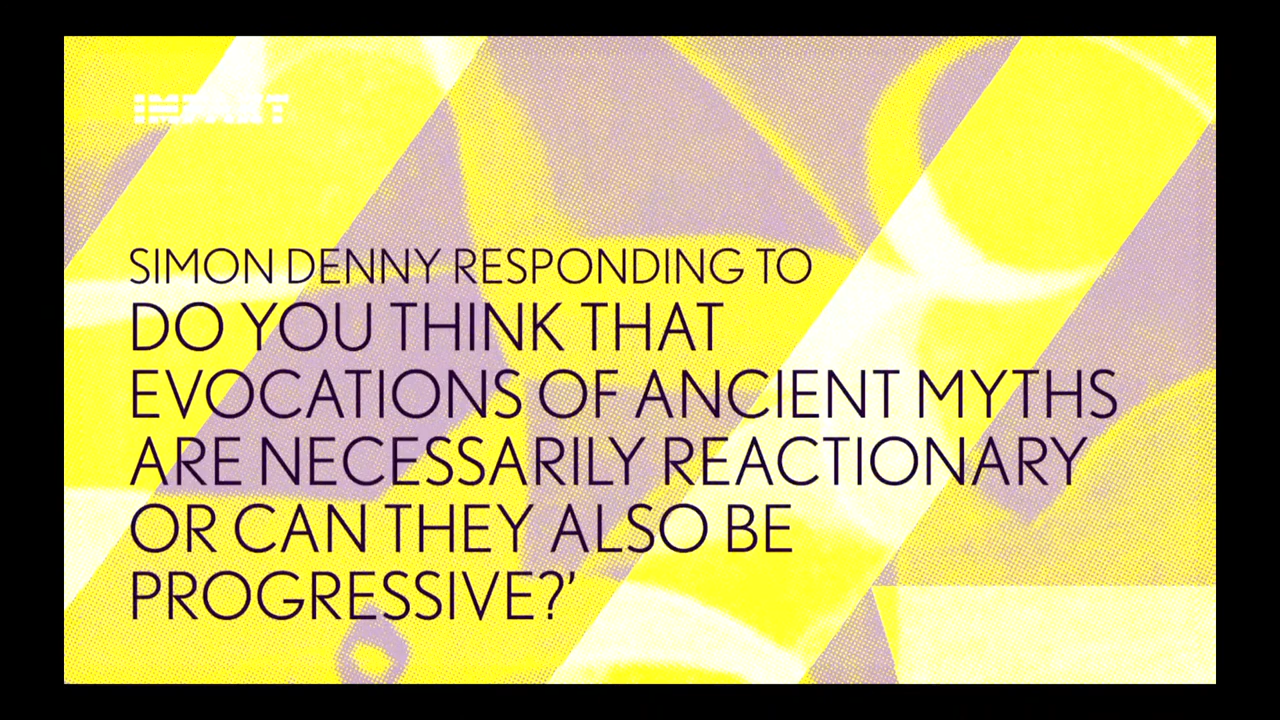 IMPAKT
SIMON DENNY RESPONDING TO
DO YOU THINK THAT
EVOCATIONS OF ANCIENT MYTHS
ARE NECESSARILY REACTIONARY
OR CAN THEY ALSO BE
PROGRESSIVE?’